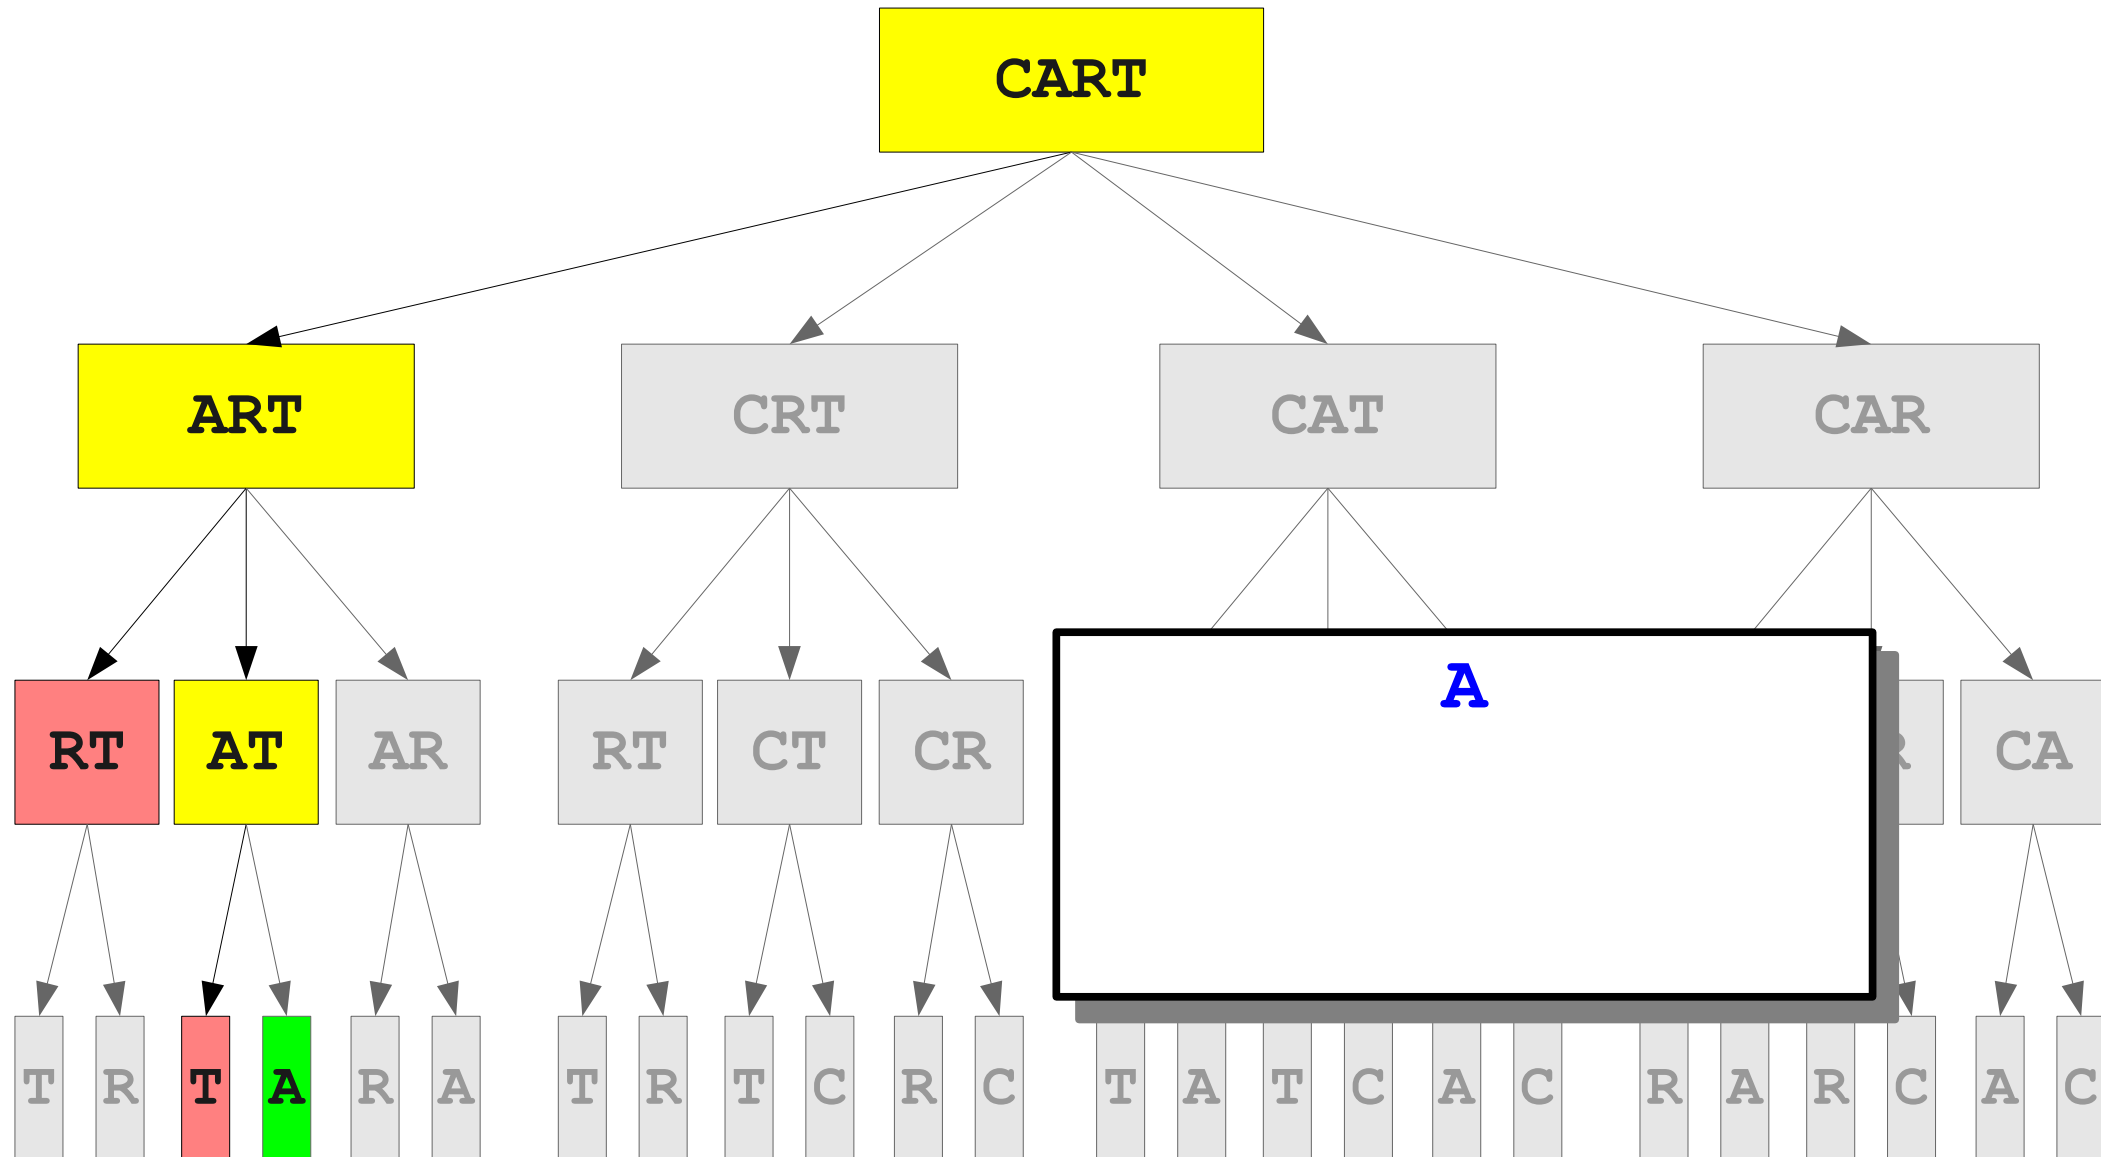 CART
ART CRT CAT CAR
A
RT AT AR RT CT CR CA
T R T A R A T R T C R C T A T C A C R A R C A C